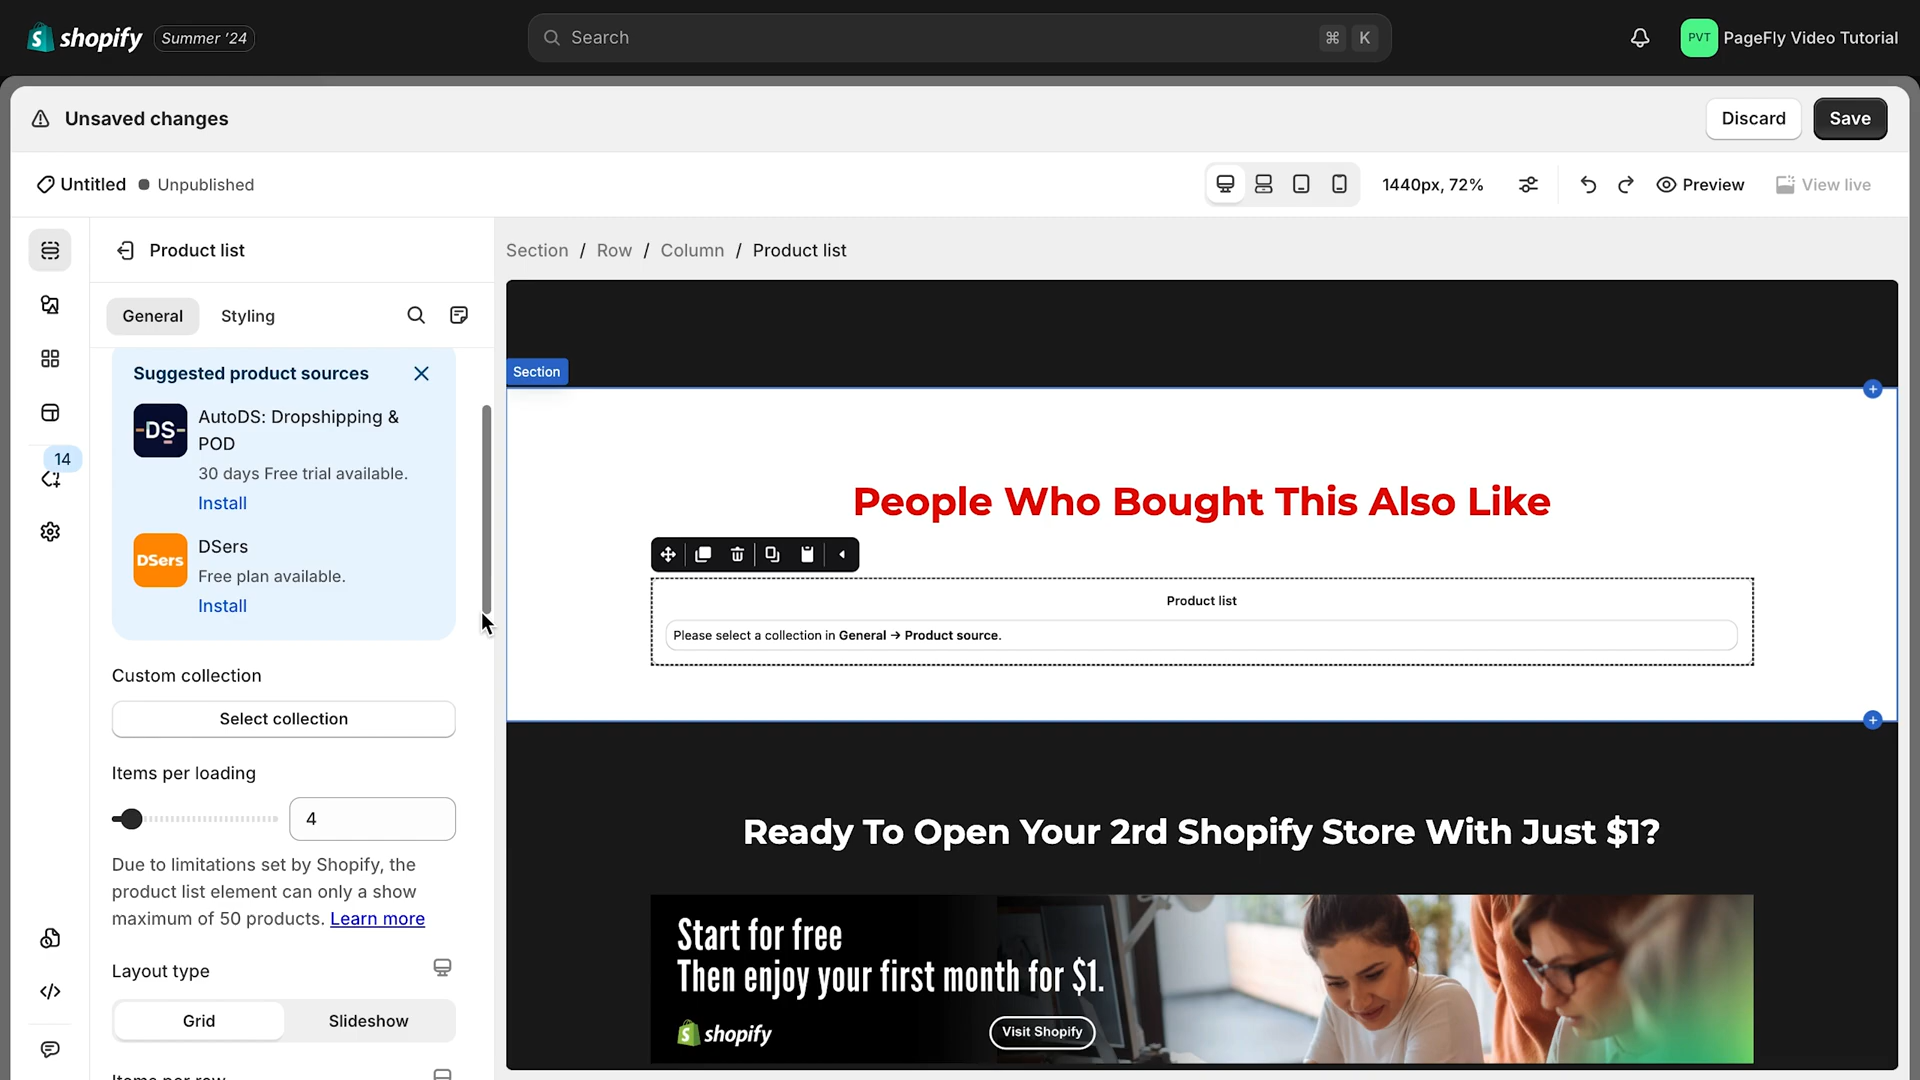 shopify
Summer '24
Search
⌘ K
PVT
PageFly Video Tutorial
Unsaved changes
Discard
Save
Untitled
Unpublished
1440px, 72%
Preview
View live
Product list
Section / Row / Column / Product list
General
Styling
Suggested product sources
-DS-
AutoDS: Dropshipping &
POD
30 days Free trial available.
Install
14
DSers
DSers
Free plan available.
Install
Custom collection
Select collection
Items per loading
4
Due to limitations set by Shopify, the
product list element can only a show
maximum of 50 products. Learn more
Layout type
Grid
Slideshow
Items per row
Section
People Who Bought This Also Like
Product list
Please select a collection in General → Product source.
Ready To Open Your 2rd Shopify Store With Just $1?
Start for free
Then enjoy your first month for $1.
shopify
Visit Shopify